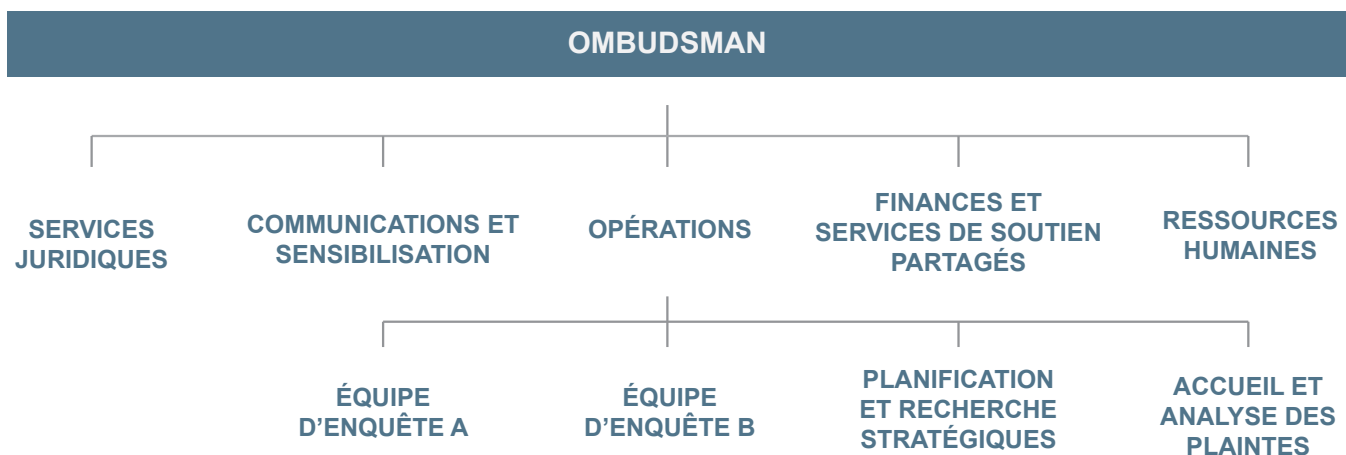 OMBUDSMAN
SERVICES
JURIDIQUES
COMMUNICATIONS ET
SENSIBILISATION
OPÉRATIONS
FINANCES ET
SERVICES DE SOUTIEN
PARTAGÉS
RESSOURCES
HUMAINES
ÉQUIPE
D’ENQUÊTE A
ÉQUIPE
D’ENQUÊTE B
PLANIFICATION
ET RECHERCHE
STRATÉGIQUES
ACCUEIL ET
ANALYSE DES
PLAINTES